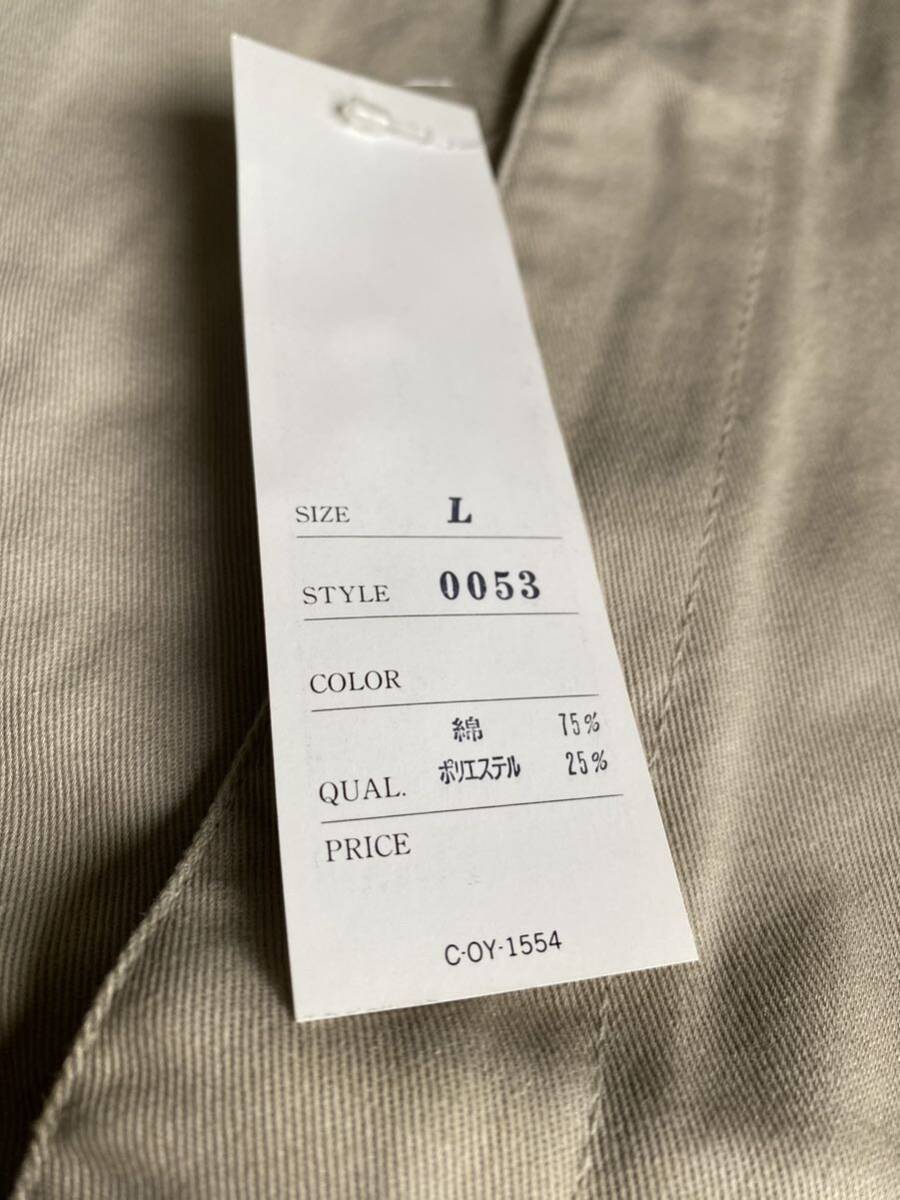 SIZE L
STYLE 0053
COLOR
綿 75%
QUAL. ポリエステル 25%
PRICE
C-OY-1554